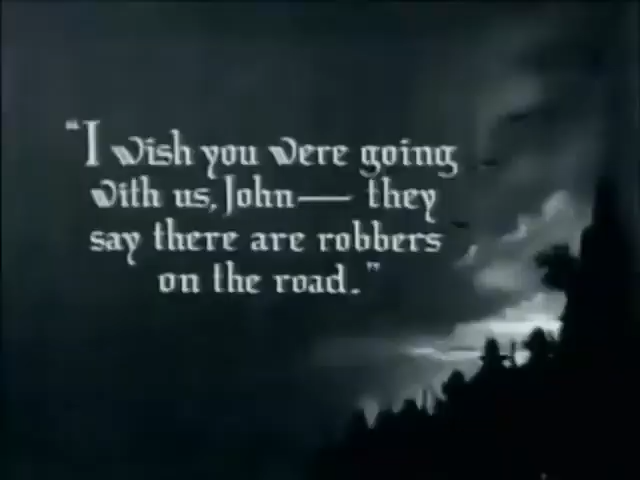 "I wish you were going
with us, John— they
say there are robbers
on the road."